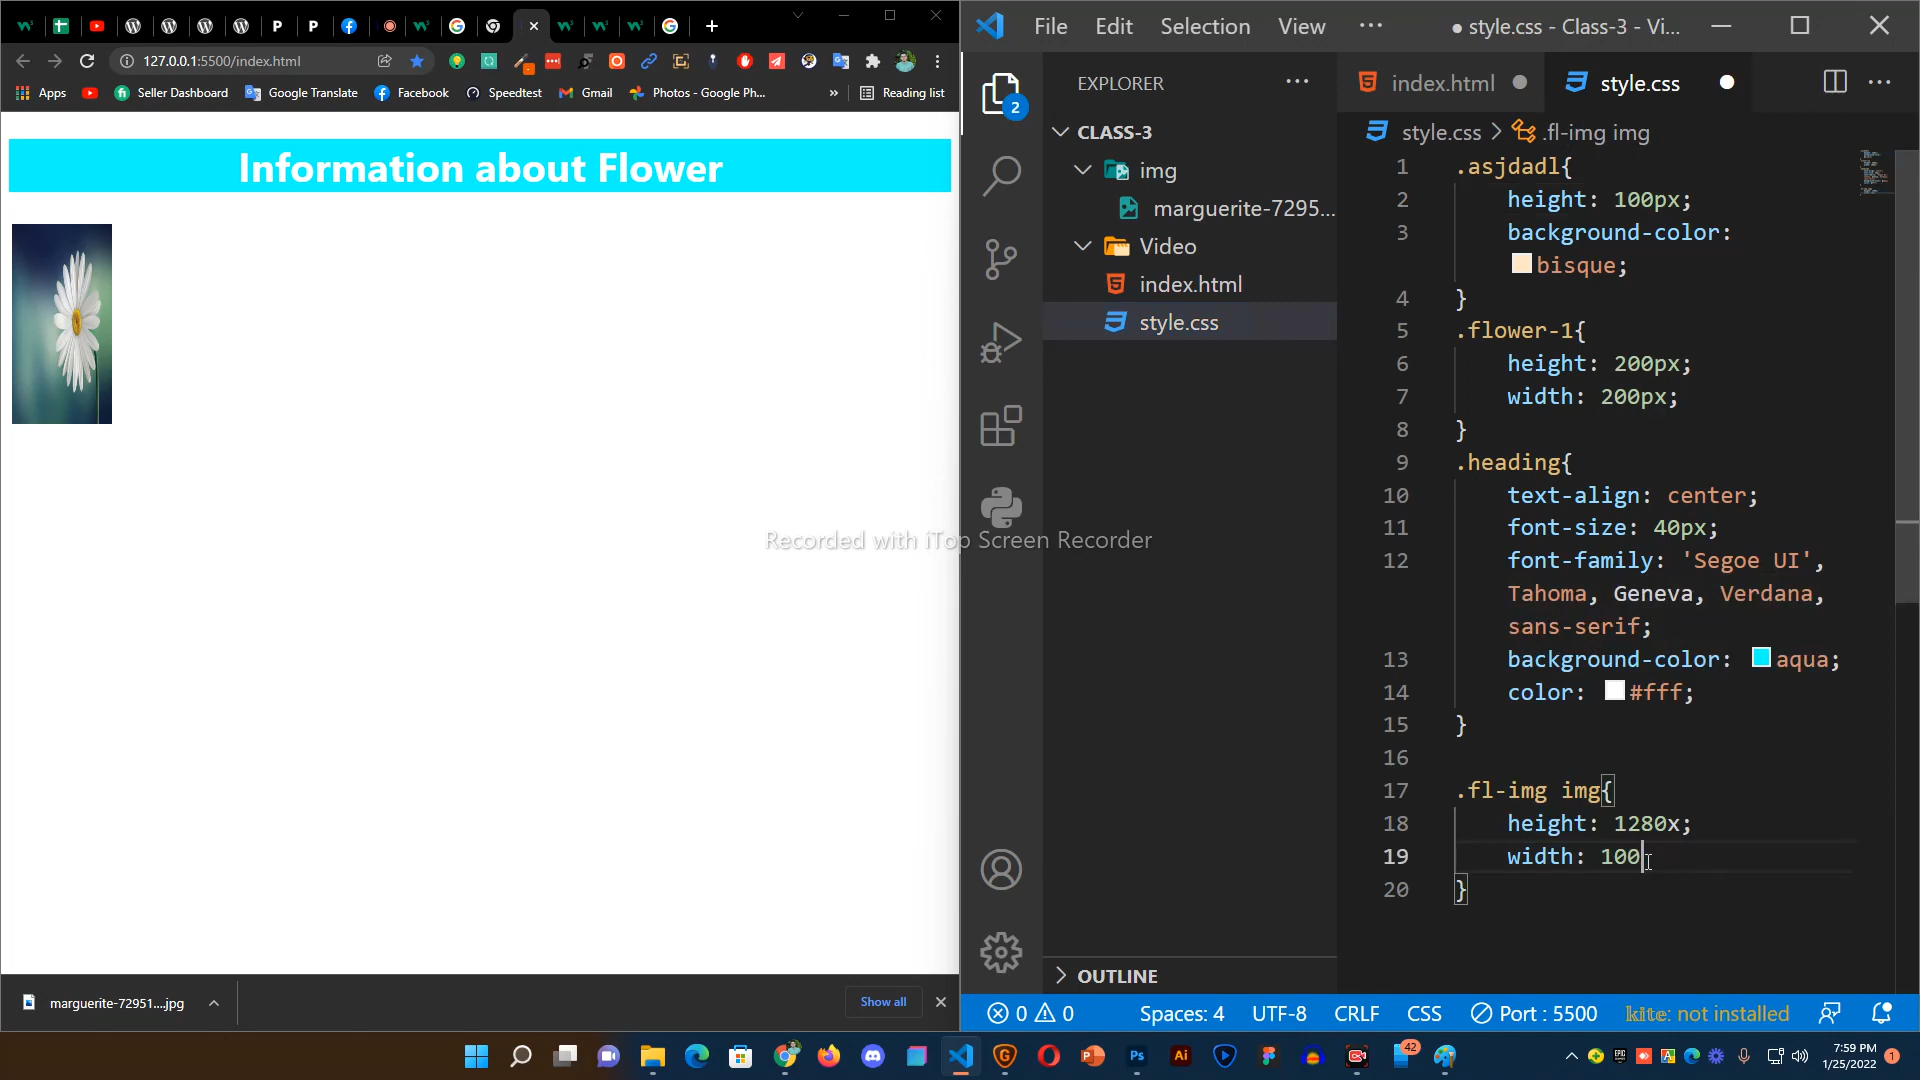 127.0.0.1:5500/index.html
Apps
Seller Dashboard
Google Translate
Facebook
Speedtest
Gmail
Photos - Google Ph...
»
Reading list
Information about Flower
marguerite-72951....jpg
Show all
File Edit Selection View ···
● style.css - Class-3 - Vi...
EXPLORER
2
CLASS-3
img
marguerite-7295...
Video
index.html
style.css
OUTLINE
index.html
style.css
style.css > .fl-img img
1 .asjdadl{
2 height: 100px;
3 background-color:
bisque;
4 }
5 .flower-1{
6 height: 200px;
7 width: 200px;
8 }
9 .heading{
10 text-align: center;
11 font-size: 40px;
12 font-family: 'Segoe UI',
Tahoma, Geneva, Verdana,
sans-serif;
13 background-color: aqua;
14 color: #fff;
15 }
16
17 .fl-img img{
18 height: 1280x;
19 width: 100
20 }
Recorded with iTop Screen Recorder
0 0 Spaces: 4 UTF-8 CRLF CSS Port : 5500 kite: not installed
42
7:59 PM
1/25/2022
1